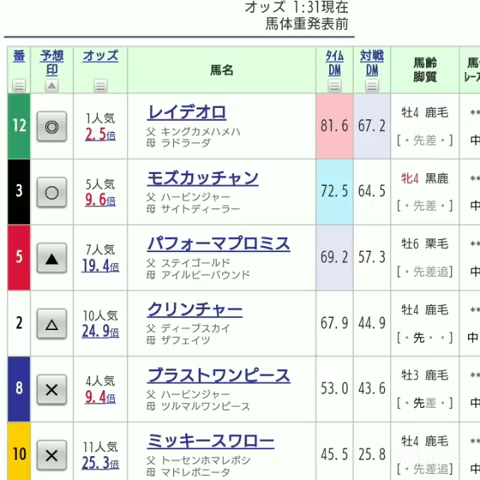 オッズ 1:31現在
馬体重発表前
番 予想印 オッズ 馬名 タイムDM 対戦DM 馬齢脚質
12 ◎ 1人気 2.5倍 レイデオロ 81.6 67.2 牡4 鹿毛 **
父 キングカメハメハ
母 ラドラーダ [・先差・] 中
3 ○ 5人気 9.6倍 モズカッチャン 72.5 64.5 牝4 黒鹿 **
父 ハービンジャー
母 サイトディーラー [・先差・] 中
5 ▲ 7人気 19.4倍 パフォーマプロミス 69.2 57.3 牡6 栗毛 **
父 ステイゴールド
母 アイルビーバウンド [・先差追]
2 △ 10人気 24.9倍 クリンチャー 67.9 44.9 牡4 鹿毛 **
父 ディープスカイ
母 ザフェイツ [・先・・] 中
8 × 4人気 9.4倍 ブラストワンピース 53.0 43.6 牡3 鹿毛 **
父 ハービンジャー
母 ツルマルワンピース [・先差・] 中
10 × 11人気 25.3倍 ミッキースワロー 45.5 25.8 牡4 鹿毛 **
父 トーセンホマレボシ
母 マドレボニータ [・先差追] 中